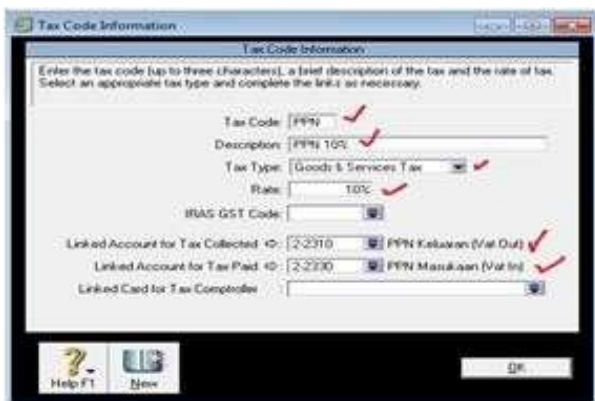 Tax Code Information
Tax Code Information
Enter the tax code (up to three characters), a brief description of the tax and the rate of tax.
Select an appropriate tax type and complete the links as necessary.
Tax Code: PPN
Description: PPN 10%
Tax Type: Goods & Services Tax
Rate: 10%
IRAS GST Code:
Linked Account for Tax Collected 2-2310 PPN Keluaran (Vat Out)
Linked Account for Tax Paid 2-2330 PPN Masukaan (Vat In)
Linked Card for Tax Comptroller
Help F1 New OK